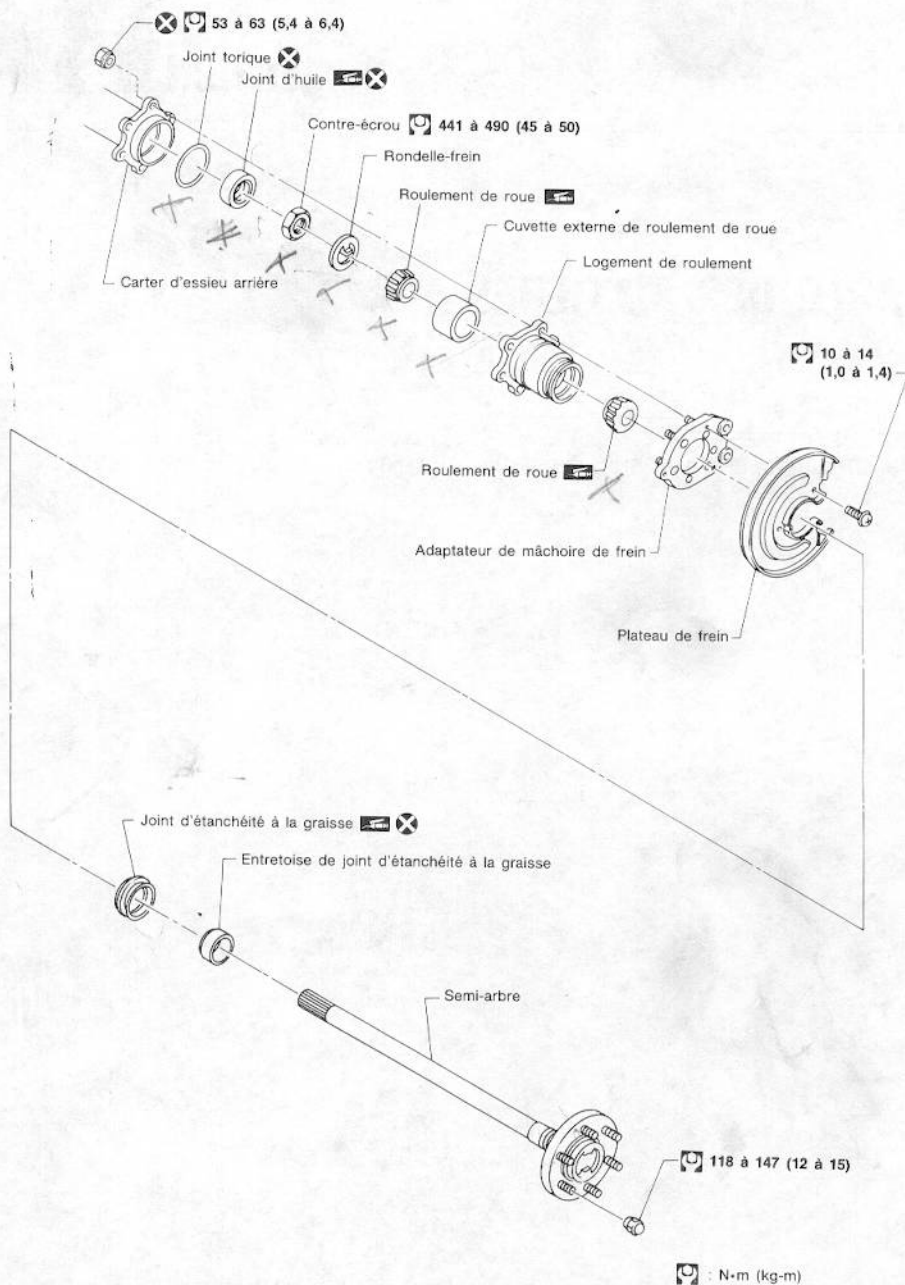 53 à 63 (5,4 à 6,4)
Joint torique
Joint d'huile
Contre-écrou 441 à 490 (45 à 50)
Rondelle-frein
Roulement de roue
Cuvette externe de roulement de roue
Logement de roulement
Carter d'essieu arrière
10 à 14
(1,0 à 1,4)
Roulement de roue
Adaptateur de mâchoire de frein
Plateau de frein
Joint d'étanchéité à la graisse
Entretoise de joint d'étanchéité à la graisse
Semi-arbre
118 à 147 (12 à 15)
: N•m (kg-m)